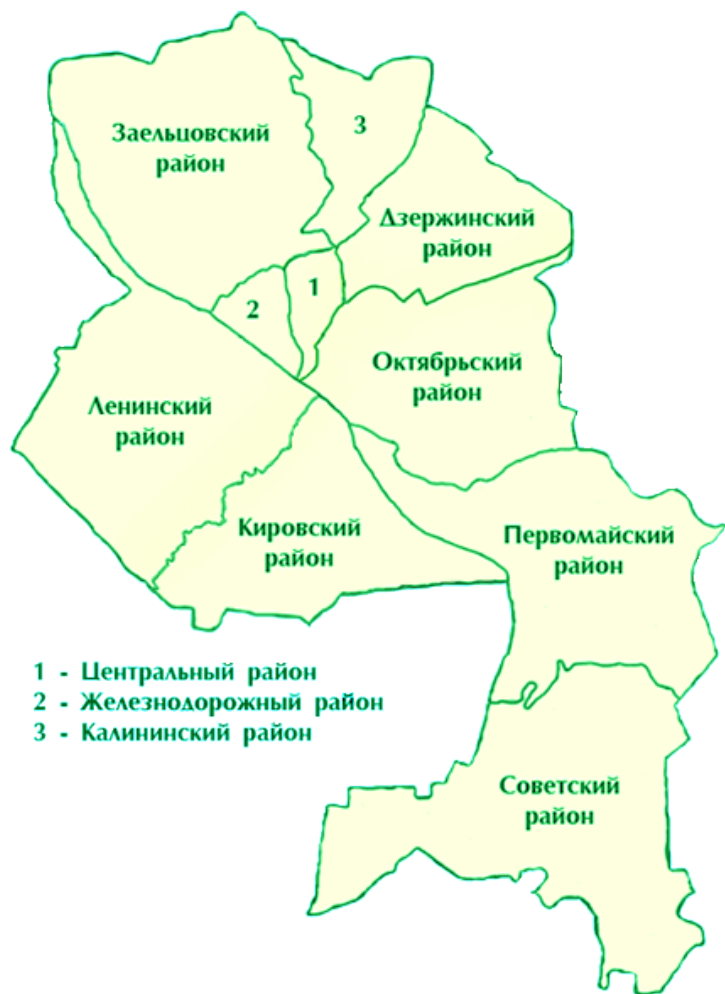 Заельцовский
район
3
Дзержинский
район
1
2
Октябрьский
район
Ленинский
район
Кировский
район
Первомайский
район
1 - Центральный район
2 - Железнодорожный район
3 - Калининский район
Советский
район